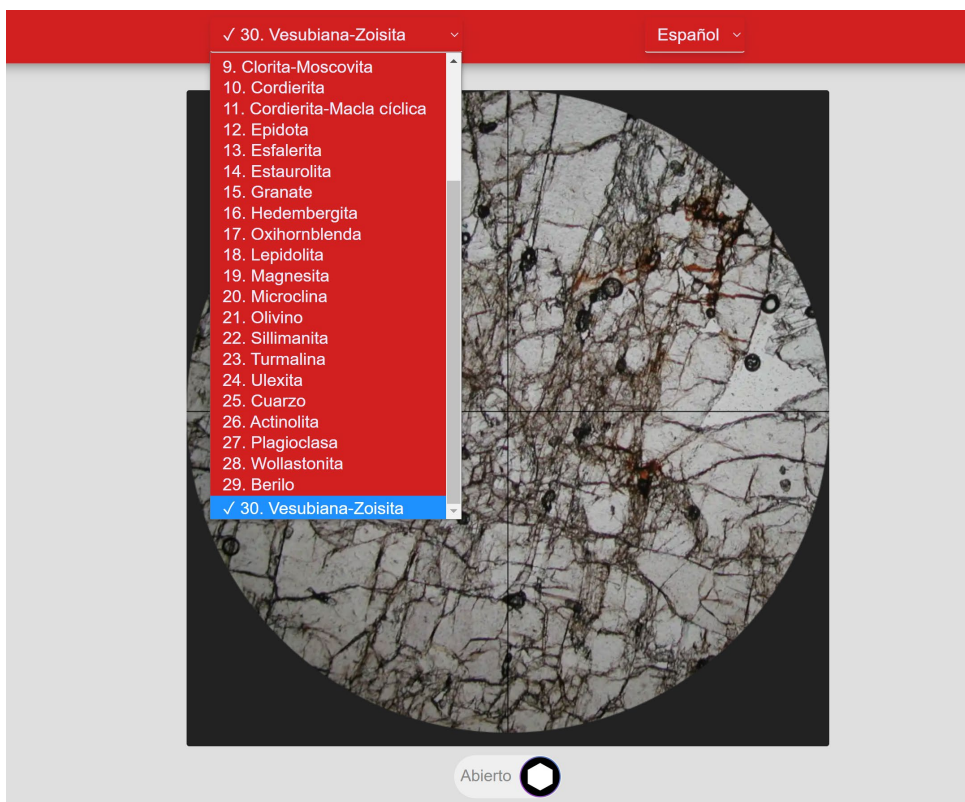 ✓ 30. Vesubiana-Zoisita
Español
9. Clorita-Moscovita
10. Cordierita
11. Cordierita-Macla cíclica
12. Epidota
13. Esfalerita
14. Estaurolita
15. Granate
16. Hedembergita
17. Oxihornblenda
18. Lepidolita
19. Magnesita
20. Microclina
21. Olivino
22. Sillimanita
23. Turmalina
24. Ulexita
25. Cuarzo
26. Actinolita
27. Plagioclasa
28. Wollastonita
29. Berilo
✓ 30. Vesubiana-Zoisita
Abierto